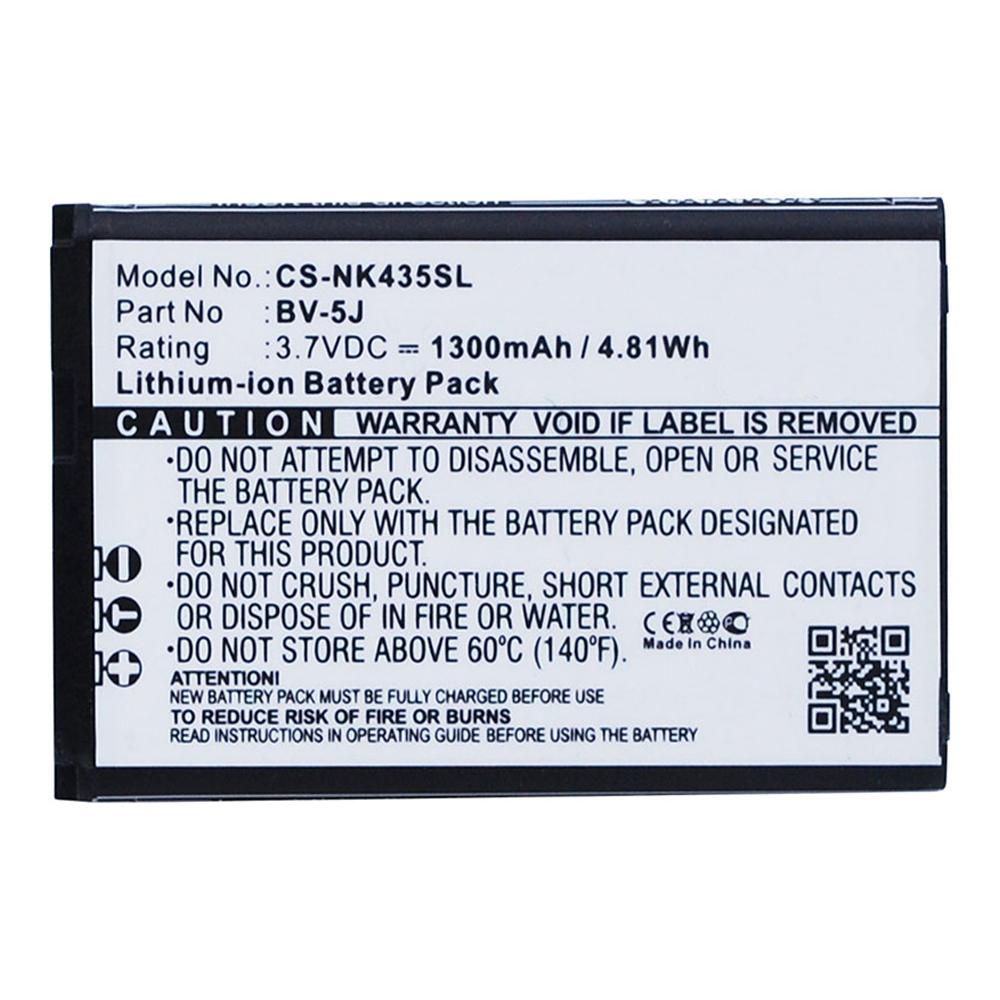 Insert this direction
Model No.: CS-NK435SL
Part No : BV-5J
Rating : 3.7VDC ⎓ 1300mAh / 4.81Wh
Lithium-ion Battery Pack
CAUTION WARRANTY VOID IF LABEL IS REMOVED
•DO NOT ATTEMPT TO DISASSEMBLE, OPEN OR SERVICE
THE BATTERY PACK.
•REPLACE ONLY WITH THE BATTERY PACK DESIGNATED
FOR THIS PRODUCT.
•DO NOT CRUSH, PUNCTURE, SHORT EXTERNAL CONTACTS
OR DISPOSE OF IN FIRE OR WATER.
•DO NOT STORE ABOVE 60°C (140°F).
CE
Made In China
ATTENTION!
NEW BATTERY PACK MUST BE FULLY CHARGED BEFORE USE
TO REDUCE RISK OF FIRE OR BURNS
READ INSTRUCTIONS IN OPERATING GUIDE BEFORE USING THE BATTERY